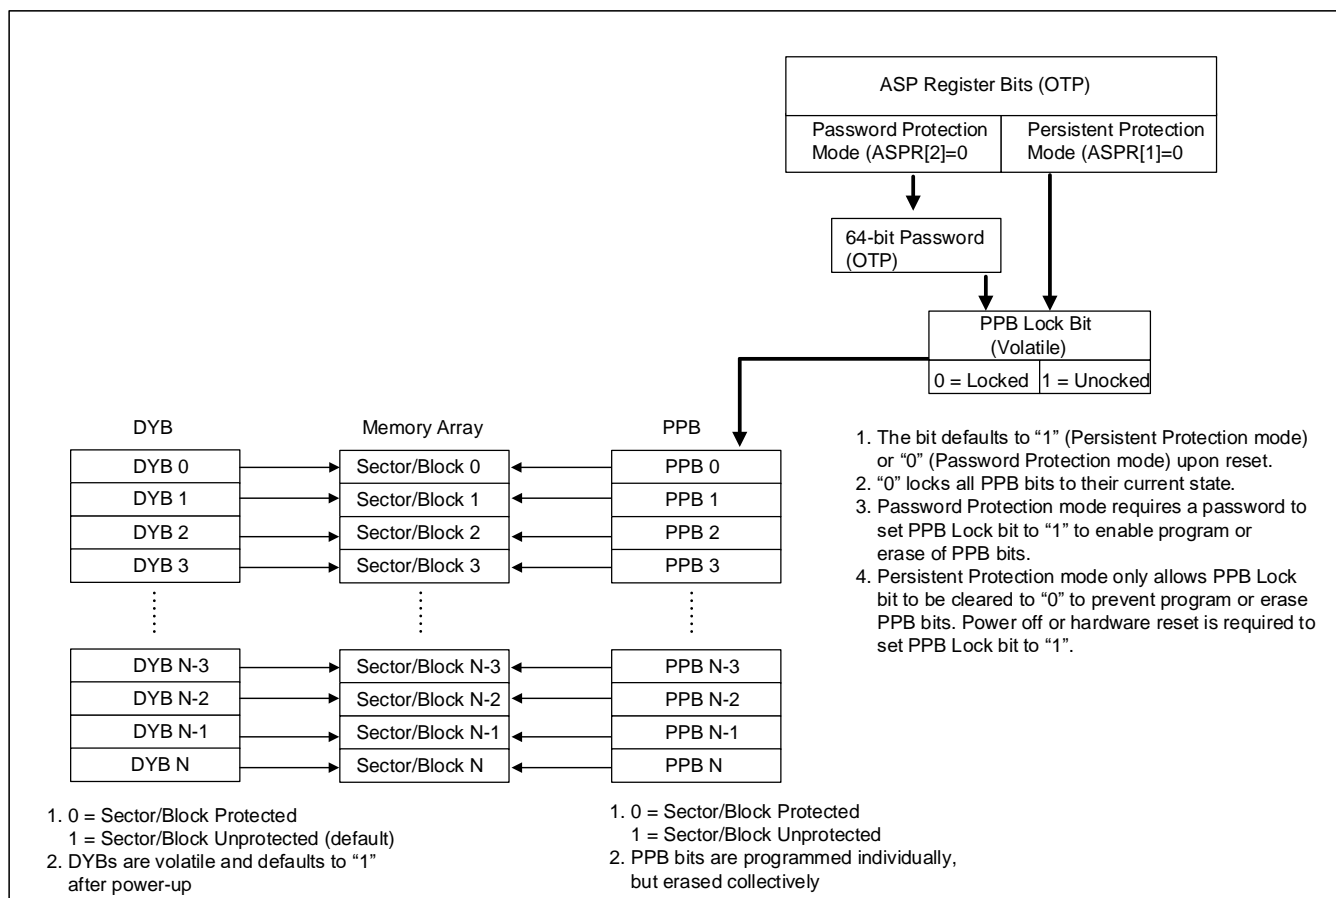 ASP Register Bits (OTP)
Password Protection
Mode (ASPR[2]=0
Persistent Protection
Mode (ASPR[1]=0
64-bit Password
(OTP)
PPB Lock Bit
(Volatile)
0 = Locked
1 = Unocked
1. The bit defaults to “1” (Persistent Protection mode)
or “0” (Password Protection mode) upon reset.
2. “0” locks all PPB bits to their current state.
3. Password Protection mode requires a password to
set PPB Lock bit to “1” to enable program or
erase of PPB bits.
4. Persistent Protection mode only allows PPB Lock
bit to be cleared to “0” to prevent program or erase
PPB bits. Power off or hardware reset is required to
set PPB Lock bit to “1”.
DYB Memory Array PPB
DYB 0 Sector/Block 0 PPB 0
DYB 1 Sector/Block 1 PPB 1
DYB 2 Sector/Block 2 PPB 2
DYB 3 Sector/Block 3 PPB 3
DYB N-3 Sector/Block N-3 PPB N-3
DYB N-2 Sector/Block N-2 PPB N-2
DYB N-1 Sector/Block N-1 PPB N-1
DYB N Sector/Block N PPB N
1. 0 = Sector/Block Protected
1 = Sector/Block Unprotected (default)
2. DYBs are volatile and defaults to “1”
after power-up
1. 0 = Sector/Block Protected
1 = Sector/Block Unprotected
2. PPB bits are programmed individually,
but erased collectively